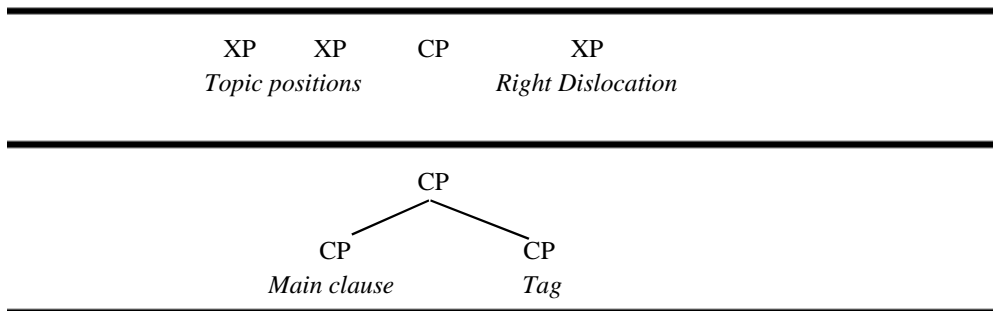 XP XP CP XP
Topic positions Right Dislocation
CP
CP CP
Main clause Tag